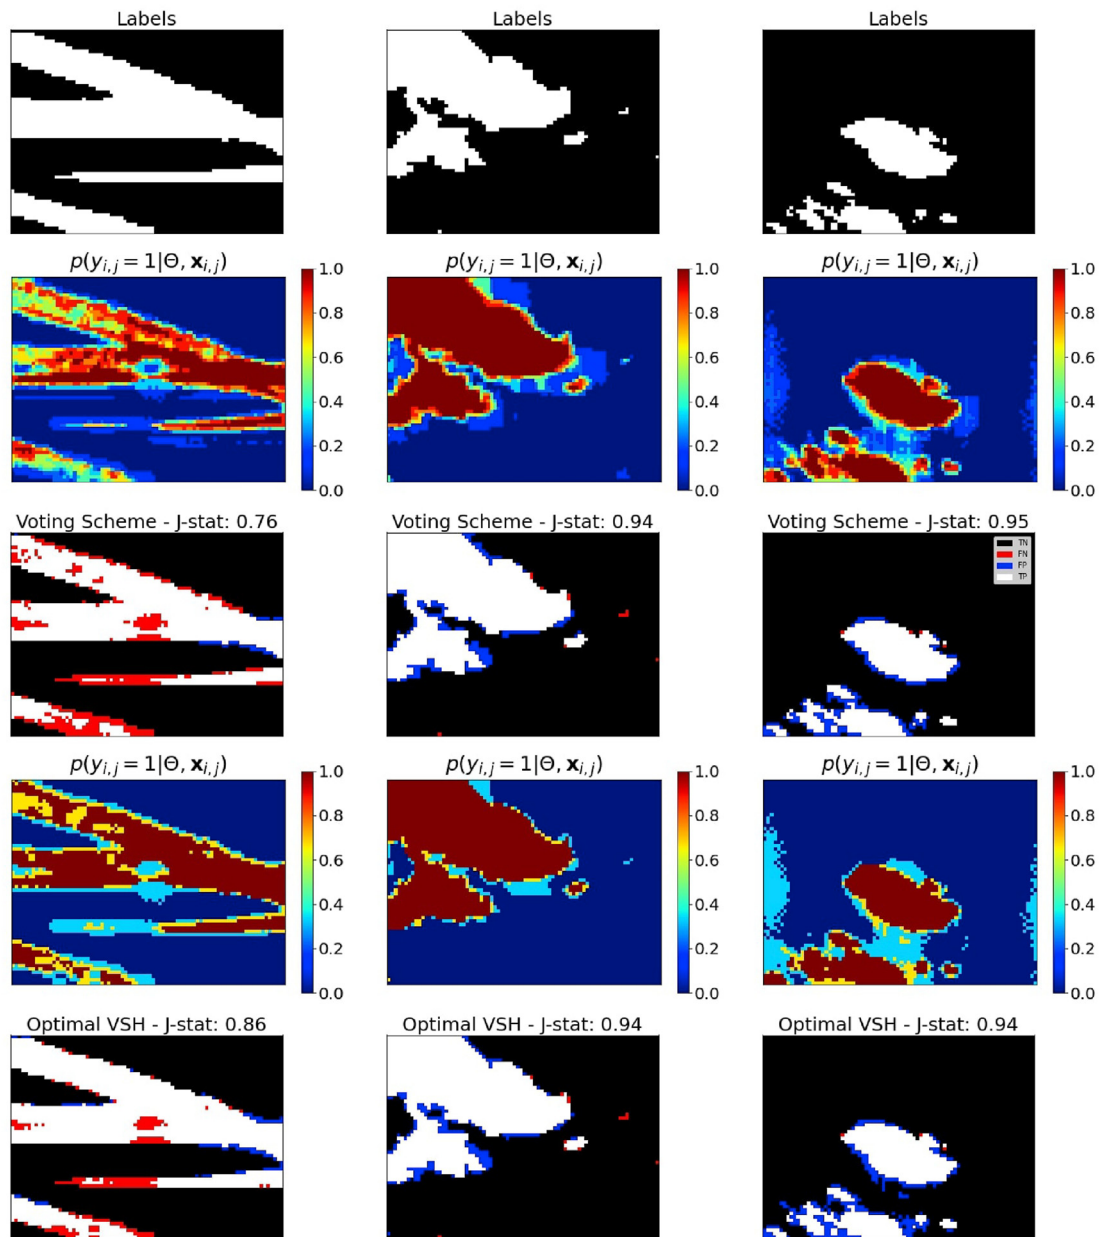 Labels Labels Labels
p(y_{i,j} = 1|Θ, x_{i,j}) p(y_{i,j} = 1|Θ, x_{i,j}) p(y_{i,j} = 1|Θ, x_{i,j})
1.0 1.0 1.0
0.8 0.8 0.8
0.6 0.6 0.6
0.4 0.4 0.4
0.2 0.2 0.2
0.0 0.0 0.0
Voting Scheme - J-stat: 0.76 Voting Scheme - J-stat: 0.94 Voting Scheme - J-stat: 0.95
TN
FN
FP
TP
p(y_{i,j} = 1|Θ, x_{i,j}) p(y_{i,j} = 1|Θ, x_{i,j}) p(y_{i,j} = 1|Θ, x_{i,j})
1.0 1.0 1.0
0.8 0.8 0.8
0.6 0.6 0.6
0.4 0.4 0.4
0.2 0.2 0.2
0.0 0.0 0.0
Optimal VSH - J-stat: 0.86 Optimal VSH - J-stat: 0.94 Optimal VSH - J-stat: 0.94